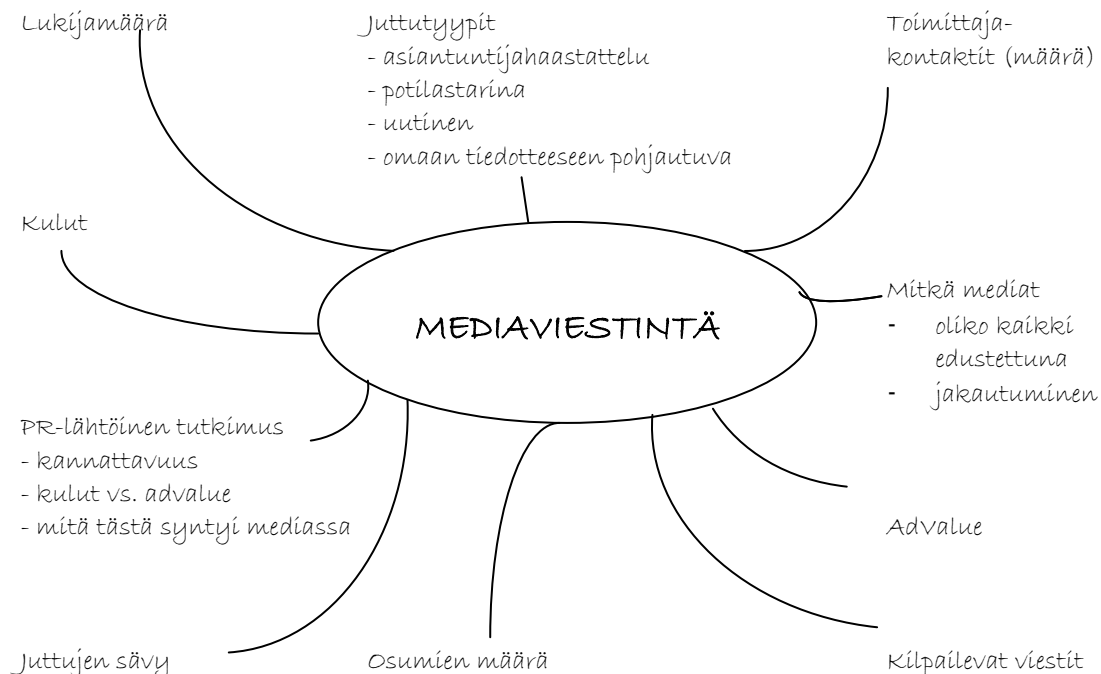 Lukijamäärä
Juttutyypit
- asiantuntijahaastattelu
- potilastarina
- uutinen
- omaan tiedotteeseen pohjautuva
Toimittaja-
kontaktit (määrä)
Kulut
MEDIAVIESTINTÄ
Mitkä mediat
- oliko kaikki
edustettuna
- jakautuminen
PR-lähtöinen tutkimus
- kannattavuus
- kulut vs. advalue
- mitä tästä syntyi mediassa
AdValue
Juttujen sävy
Osumien määrä
Kilpailevat viestit